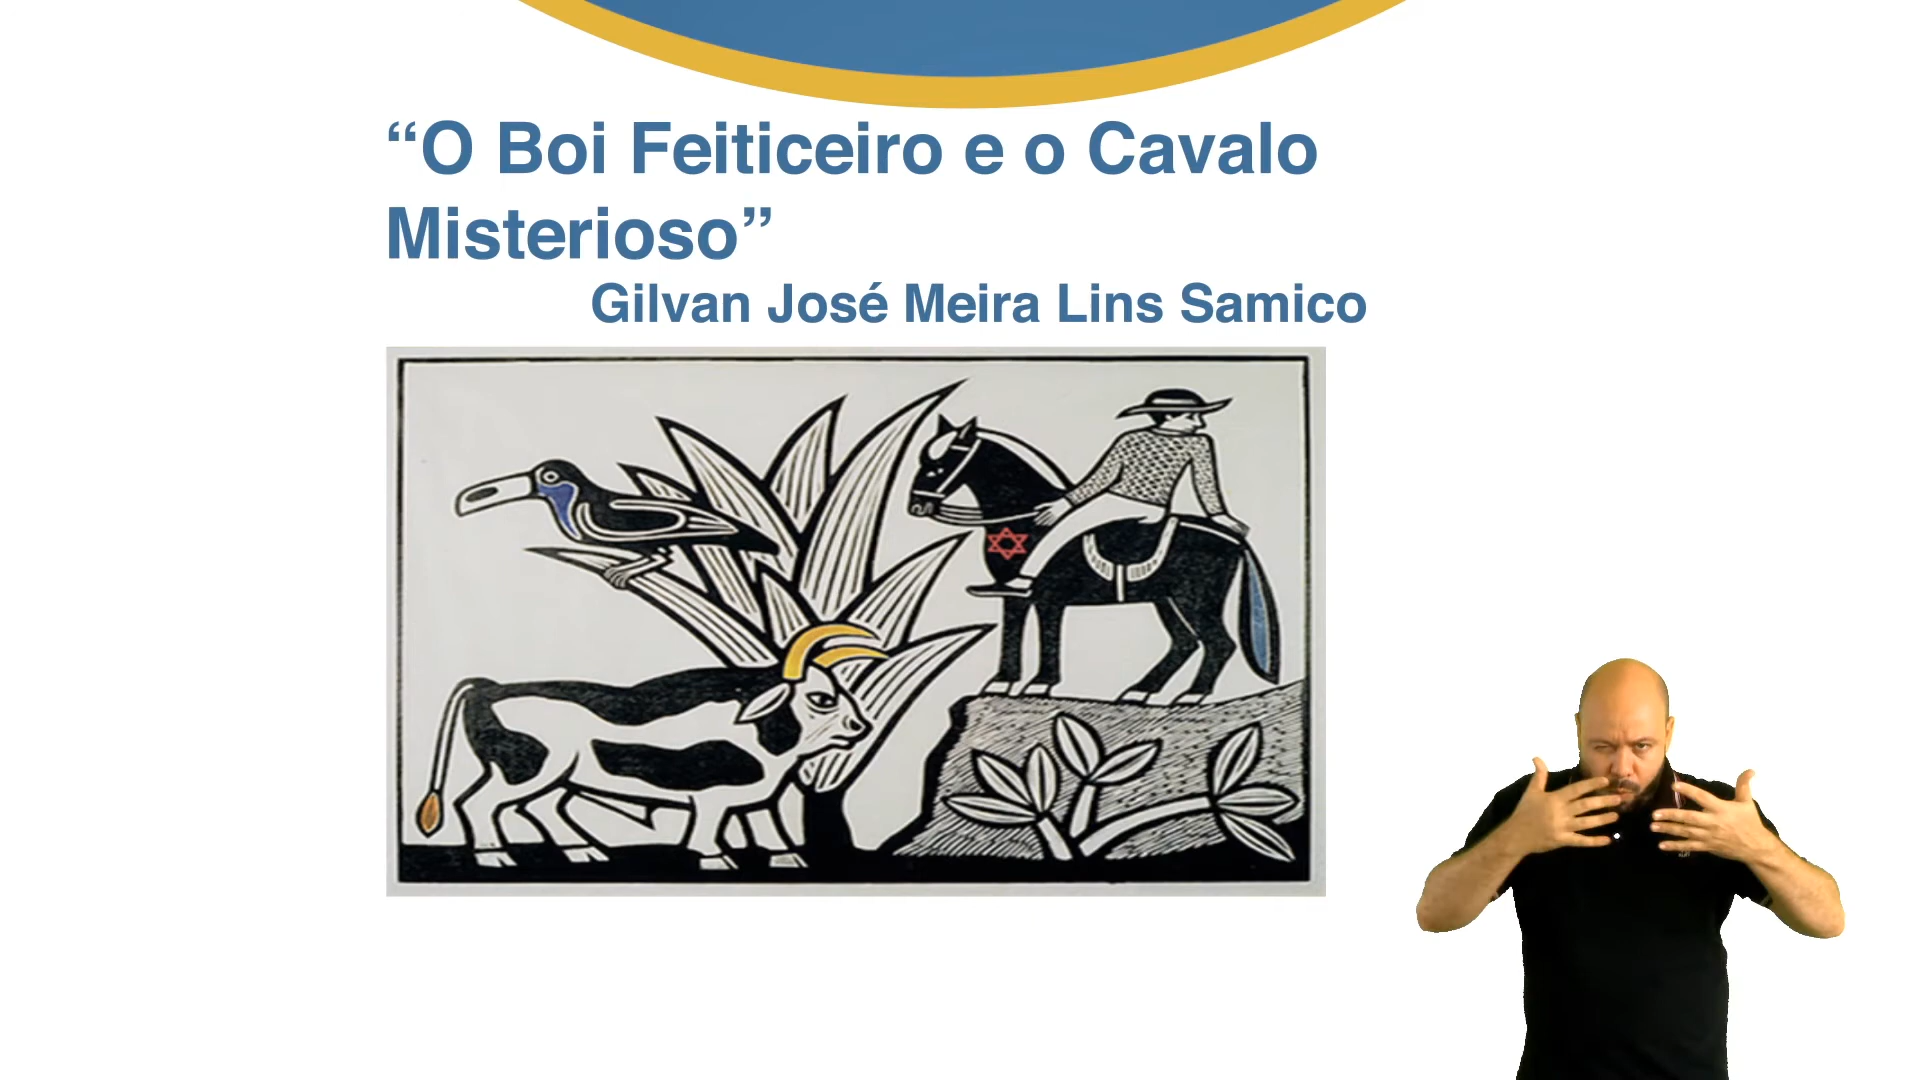 “O Boi Feiticeiro e o Cavalo
Misterioso”
Gilvan José Meira Lins Samico